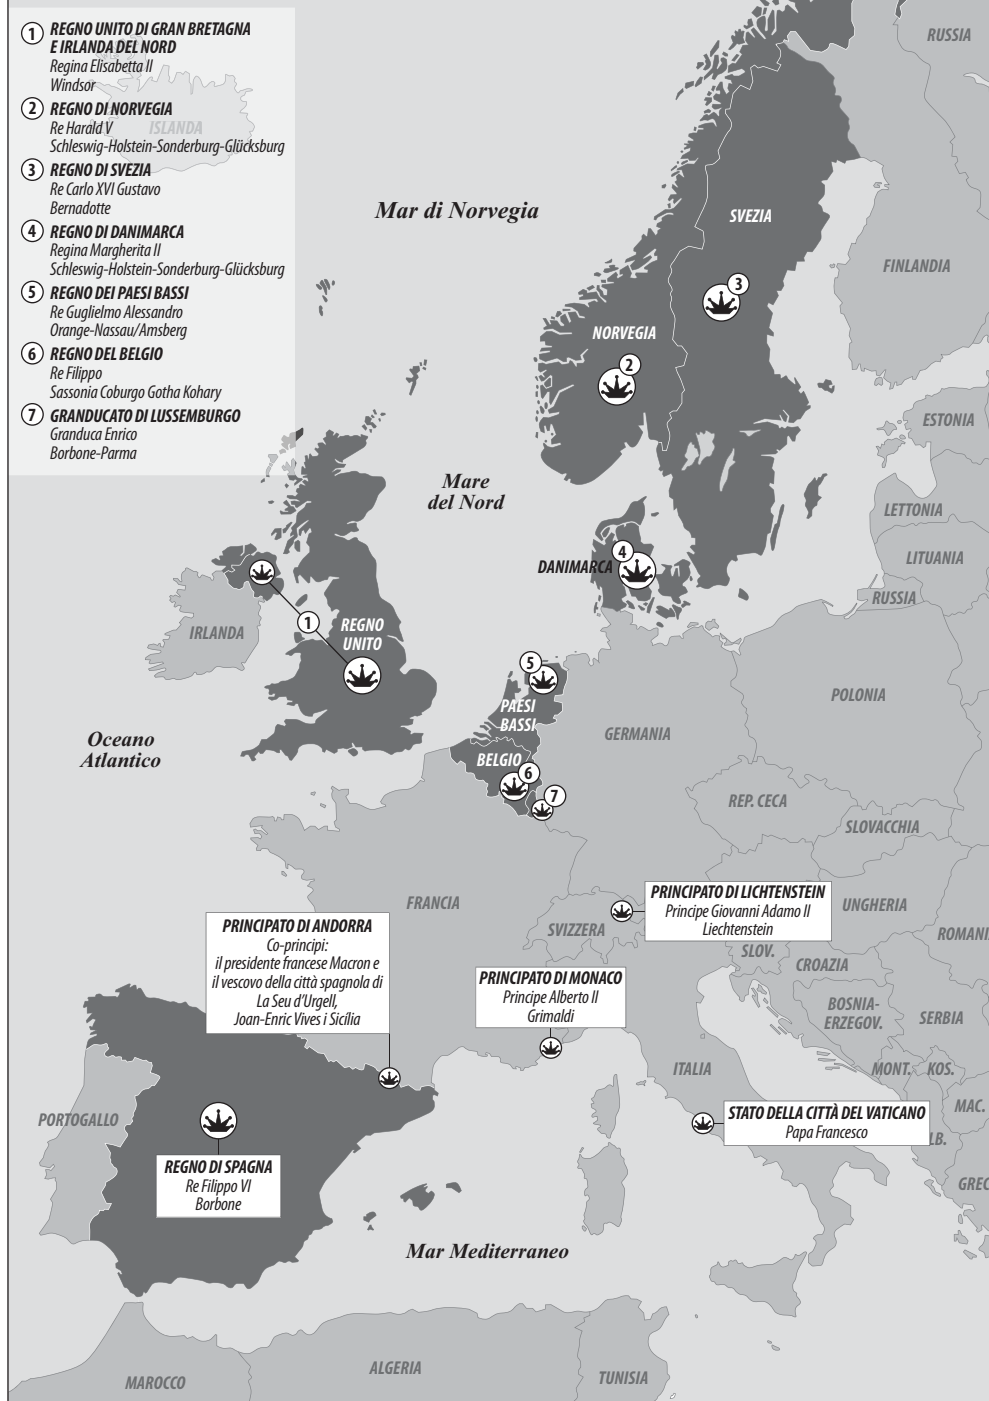 1 REGNO UNITO DI GRAN BRETAGNA
E IRLANDA DEL NORD
Regina Elisabetta II
Windsor
2 REGNO DI NORVEGIA
Re Harald V
Schleswig-Holstein-Sonderburg-Glücksburg
3 REGNO DI SVEZIA
Re Carlo XVI Gustavo
Bernadotte
4 REGNO DI DANIMARCA
Regina Margherita II
Schleswig-Holstein-Sonderburg-Glücksburg
5 REGNO DEI PAESI BASSI
Re Guglielmo Alessandro
Orange-Nassau/Amsberg
6 REGNO DEL BELGIO
Re Filippo
Sassonia Coburgo Gotha Kohary
7 GRANDUCATO DI LUSSEMBURGO
Granduca Enrico
Borbone-Parma
ISLANDA
RUSSIA
Mar di Norvegia
SVEZIA
FINLANDIA
3
NORVEGIA
2
ESTONIA
Mare
del Nord
LETTONIA
LITUANIA
DANIMARCA
4
RUSSIA
IRLANDA
1
REGNO
UNITO
5
PAESI
BASSI
POLONIA
GERMANIA
Oceano
Atlantico
BELGIO
6
7
REP. CECA
SLOVACCHIA
FRANCIA
PRINCIPATO DI LICHTENSTEIN
Principe Giovanni Adamo II
Liechtenstein
UNGHERIA
SVIZZERA
ROMANI
SLOV.
CROAZIA
PRINCIPATO DI ANDORRA
Co-principi:
il presidente francese Macron e
il vescovo della città spagnola di
La Seu d'Urgell,
Joan-Enric Vives i Sicília
PRINCIPATO DI MONACO
Principe Alberto II
Grimaldi
BOSNIA-
ERZEGOV.
SERBIA
ITALIA
MONT.
KOS.
MAC.
PORTOGALLO
STATO DELLA CITTÀ DEL VATICANO
Papa Francesco
LB.
REGNO DI SPAGNA
Re Filippo VI
Borbone
GREC
Mar Mediterraneo
MAROCCO
ALGERIA
TUNISIA